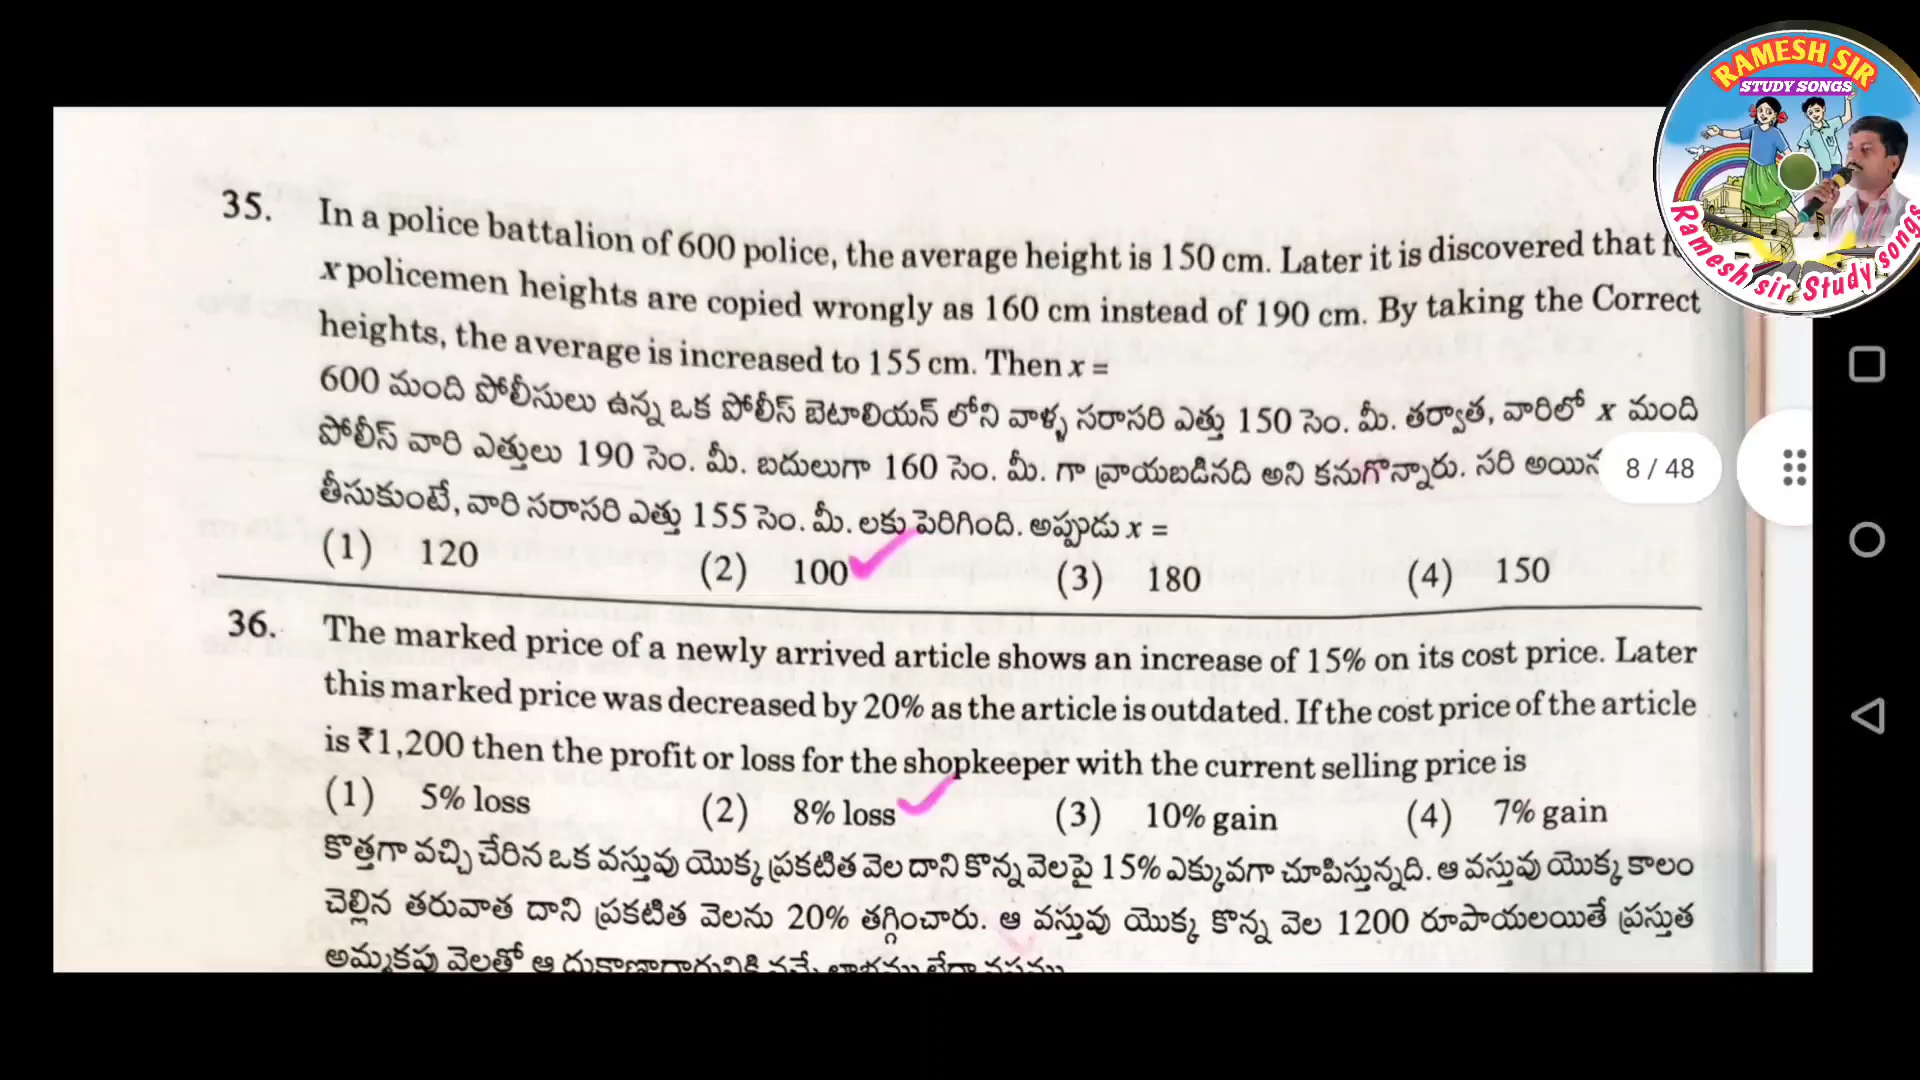 RAMESH SIR
STUDY SONGS
Ramesh sir Study songs
35. In a police battalion of 600 police, the average height is 150 cm. Later it is discovered that
x policemen heights are copied wrongly as 160 cm instead of 190 cm. By taking the Correct
heights, the average is increased to 155 cm. Then x =
600 మంది పోలీసులు ఉన్న ఒక పోలీస్ బెటాలియన్ లోని వాళ్ళ సరాసరి ఎత్తు 150 సెం. మీ. తర్వాత, వారిలో x మంది
పోలీస్ వారి ఎత్తులు 190 సెం. మీ. బదులుగా 160 సెం. మీ. గా వ్రాయబడినది అని కనుగొన్నారు. సరి అయిన
8 / 48
తీసుకుంటే, వారి సరాసరి ఎత్తు 155 సెం. మీ. లకు పెరిగింది. అప్పుడు x =
(1) 120 (2) 100 (3) 180 (4) 150
36. The marked price of a newly arrived article shows an increase of 15% on its cost price. Later
this marked price was decreased by 20% as the article is outdated. If the cost price of the article
is ₹1,200 then the profit or loss for the shopkeeper with the current selling price is
(1) 5% loss (2) 8% loss (3) 10% gain (4) 7% gain
కొత్తగా వచ్చి చేరిన ఒక వస్తువు యొక్క ప్రకటిత వెల దాని కొన్న వెలపై 15% ఎక్కువగా చూపిస్తున్నది. ఆ వస్తువు యొక్క కాలం
చెల్లిన తరువాత దాని ప్రకటిత వెలను 20% తగ్గించారు. ఆ వస్తువు యొక్క కొన్న వెల 1200 రూపాయలయితే ప్రస్తుత
అమ్మకపు వెలతో ఆ